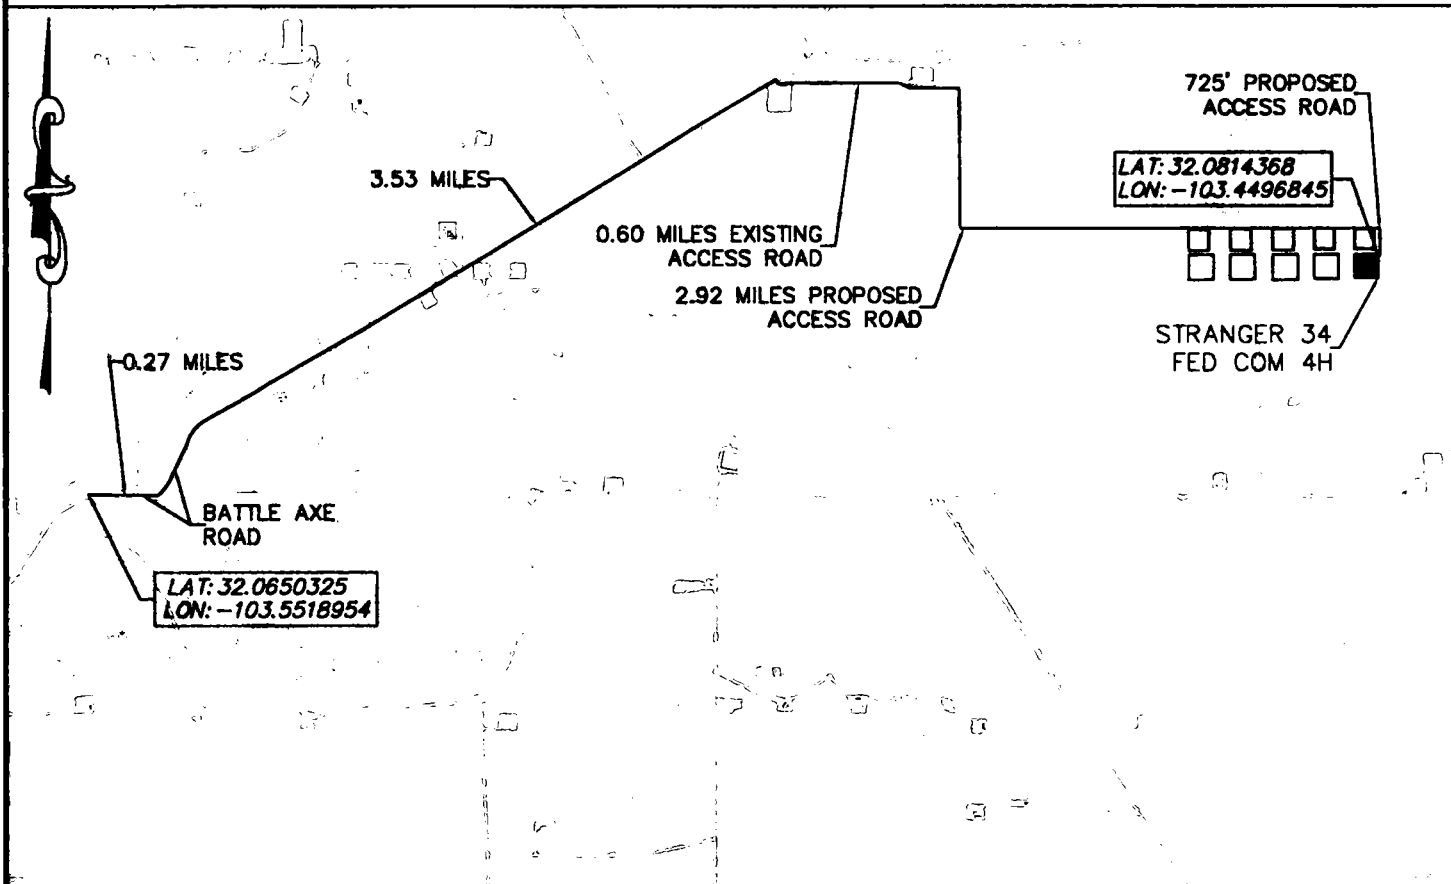 725' PROPOSED
ACCESS ROAD
LAT: 32.0814368
LON: -103.4496845
3.53 MILES
0.60 MILES EXISTING
ACCESS ROAD
2.92 MILES PROPOSED
ACCESS ROAD
STRANGER 34
FED COM 4H
0.27 MILES
BATTLE AXE
ROAD
LAT: 32.0650325
LON: -103.5518954